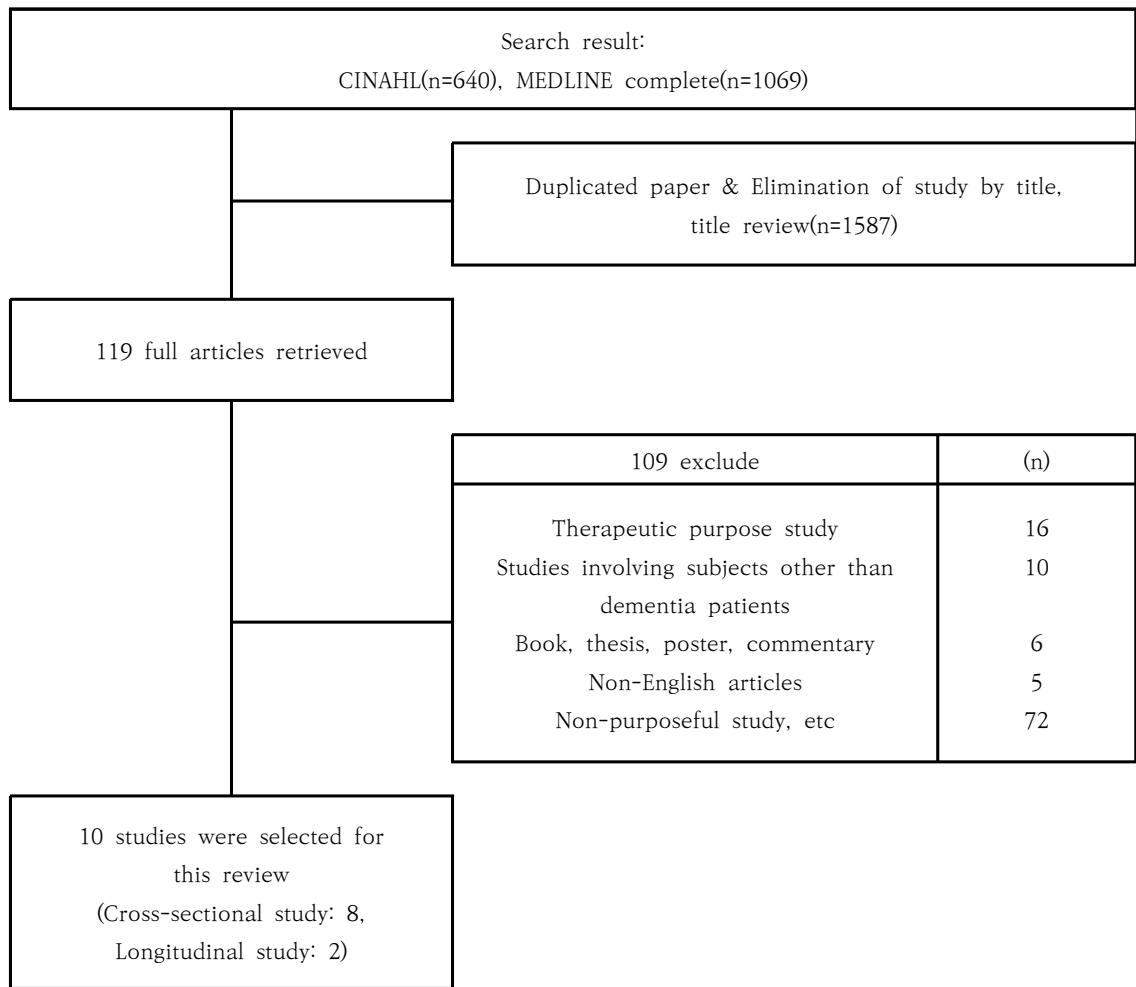 Search result:
CINAHL(n=640), MEDLINE complete(n=1069)
Duplicated paper & Elimination of study by title,
title review(n=1587)
119 full articles retrieved
109 exclude (n)
Therapeutic purpose study 16
Studies involving subjects other than 10
dementia patients
Book, thesis, poster, commentary 6
Non-English articles 5
Non-purposeful study, etc 72
10 studies were selected for
this review
(Cross-sectional study: 8,
Longitudinal study: 2)